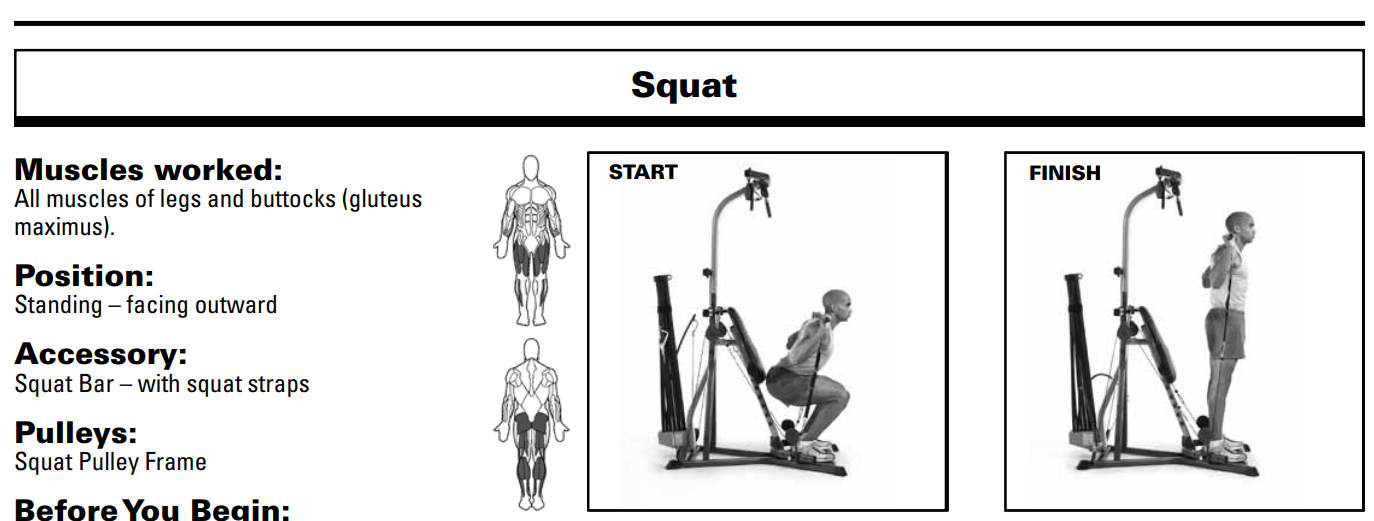 Squat
Muscles worked:
All muscles of legs and buttocks (gluteus
maximus).
Position:
Standing – facing outward
Accessory:
Squat Bar – with squat straps
Pulleys:
Squat Pulley Frame
Before You Begin:
START
FINISH